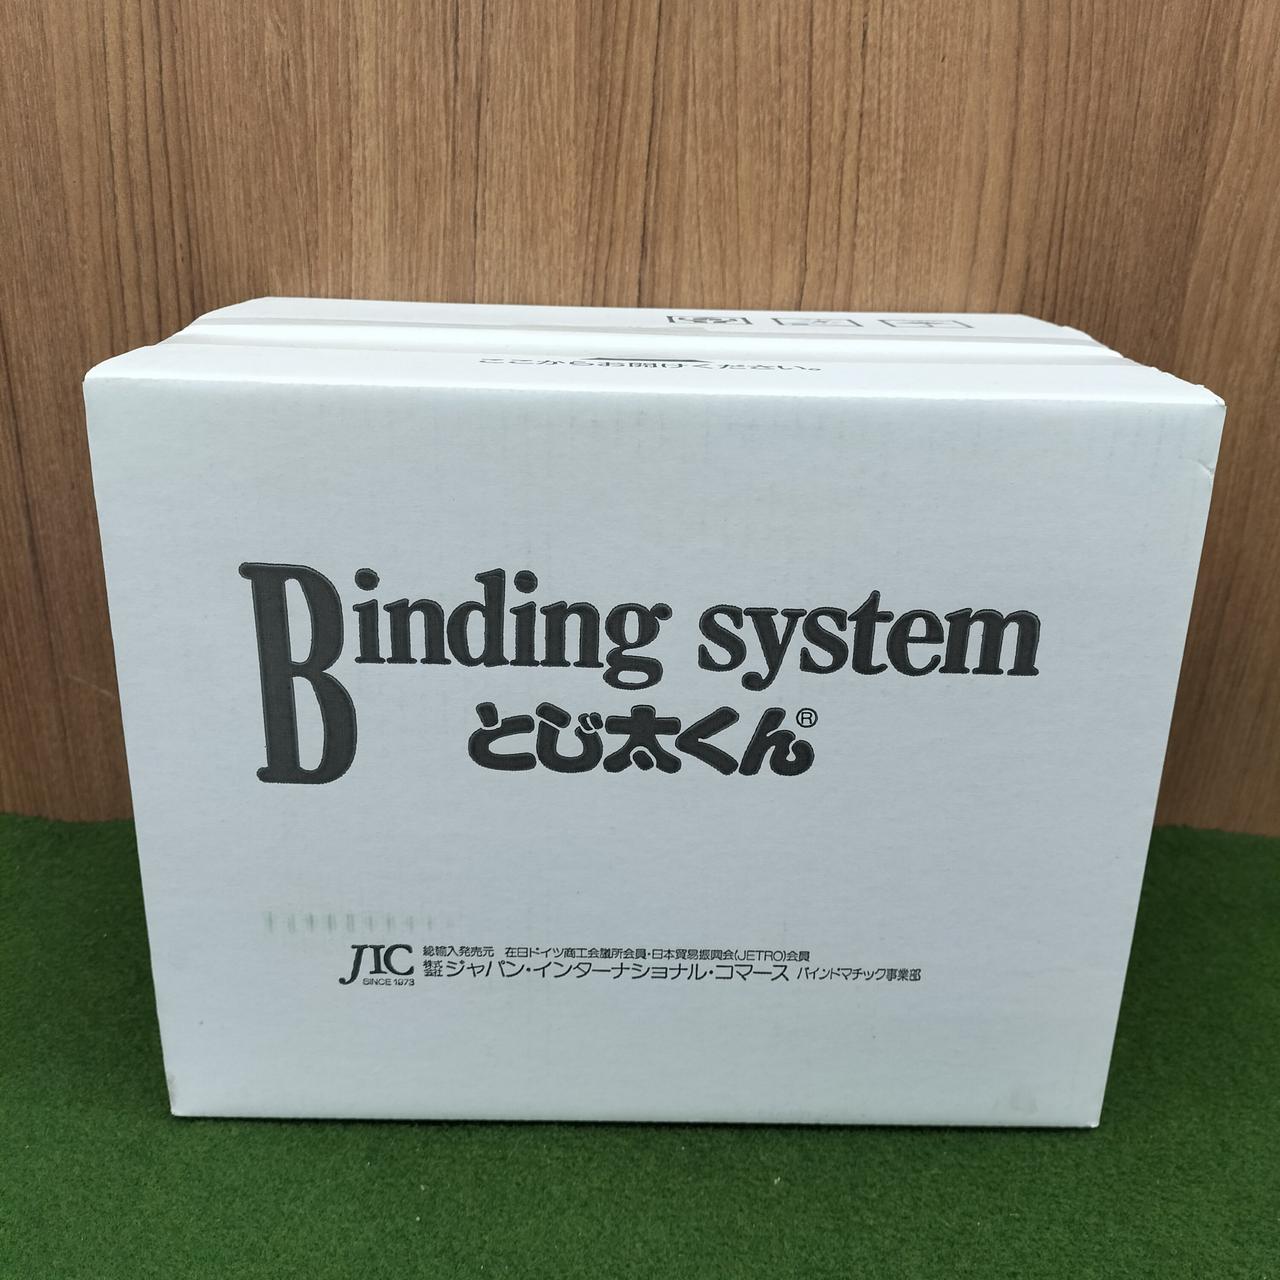 ここからお開けください。
Binding system
とじ太くん®
JIC SINCE 1973
総輸入発売元 在日ドイツ商工会議所会員・日本貿易振興会(JETRO)会員
株式会社 ジャパン・インターナショナル・コマース バインドマチック事業部